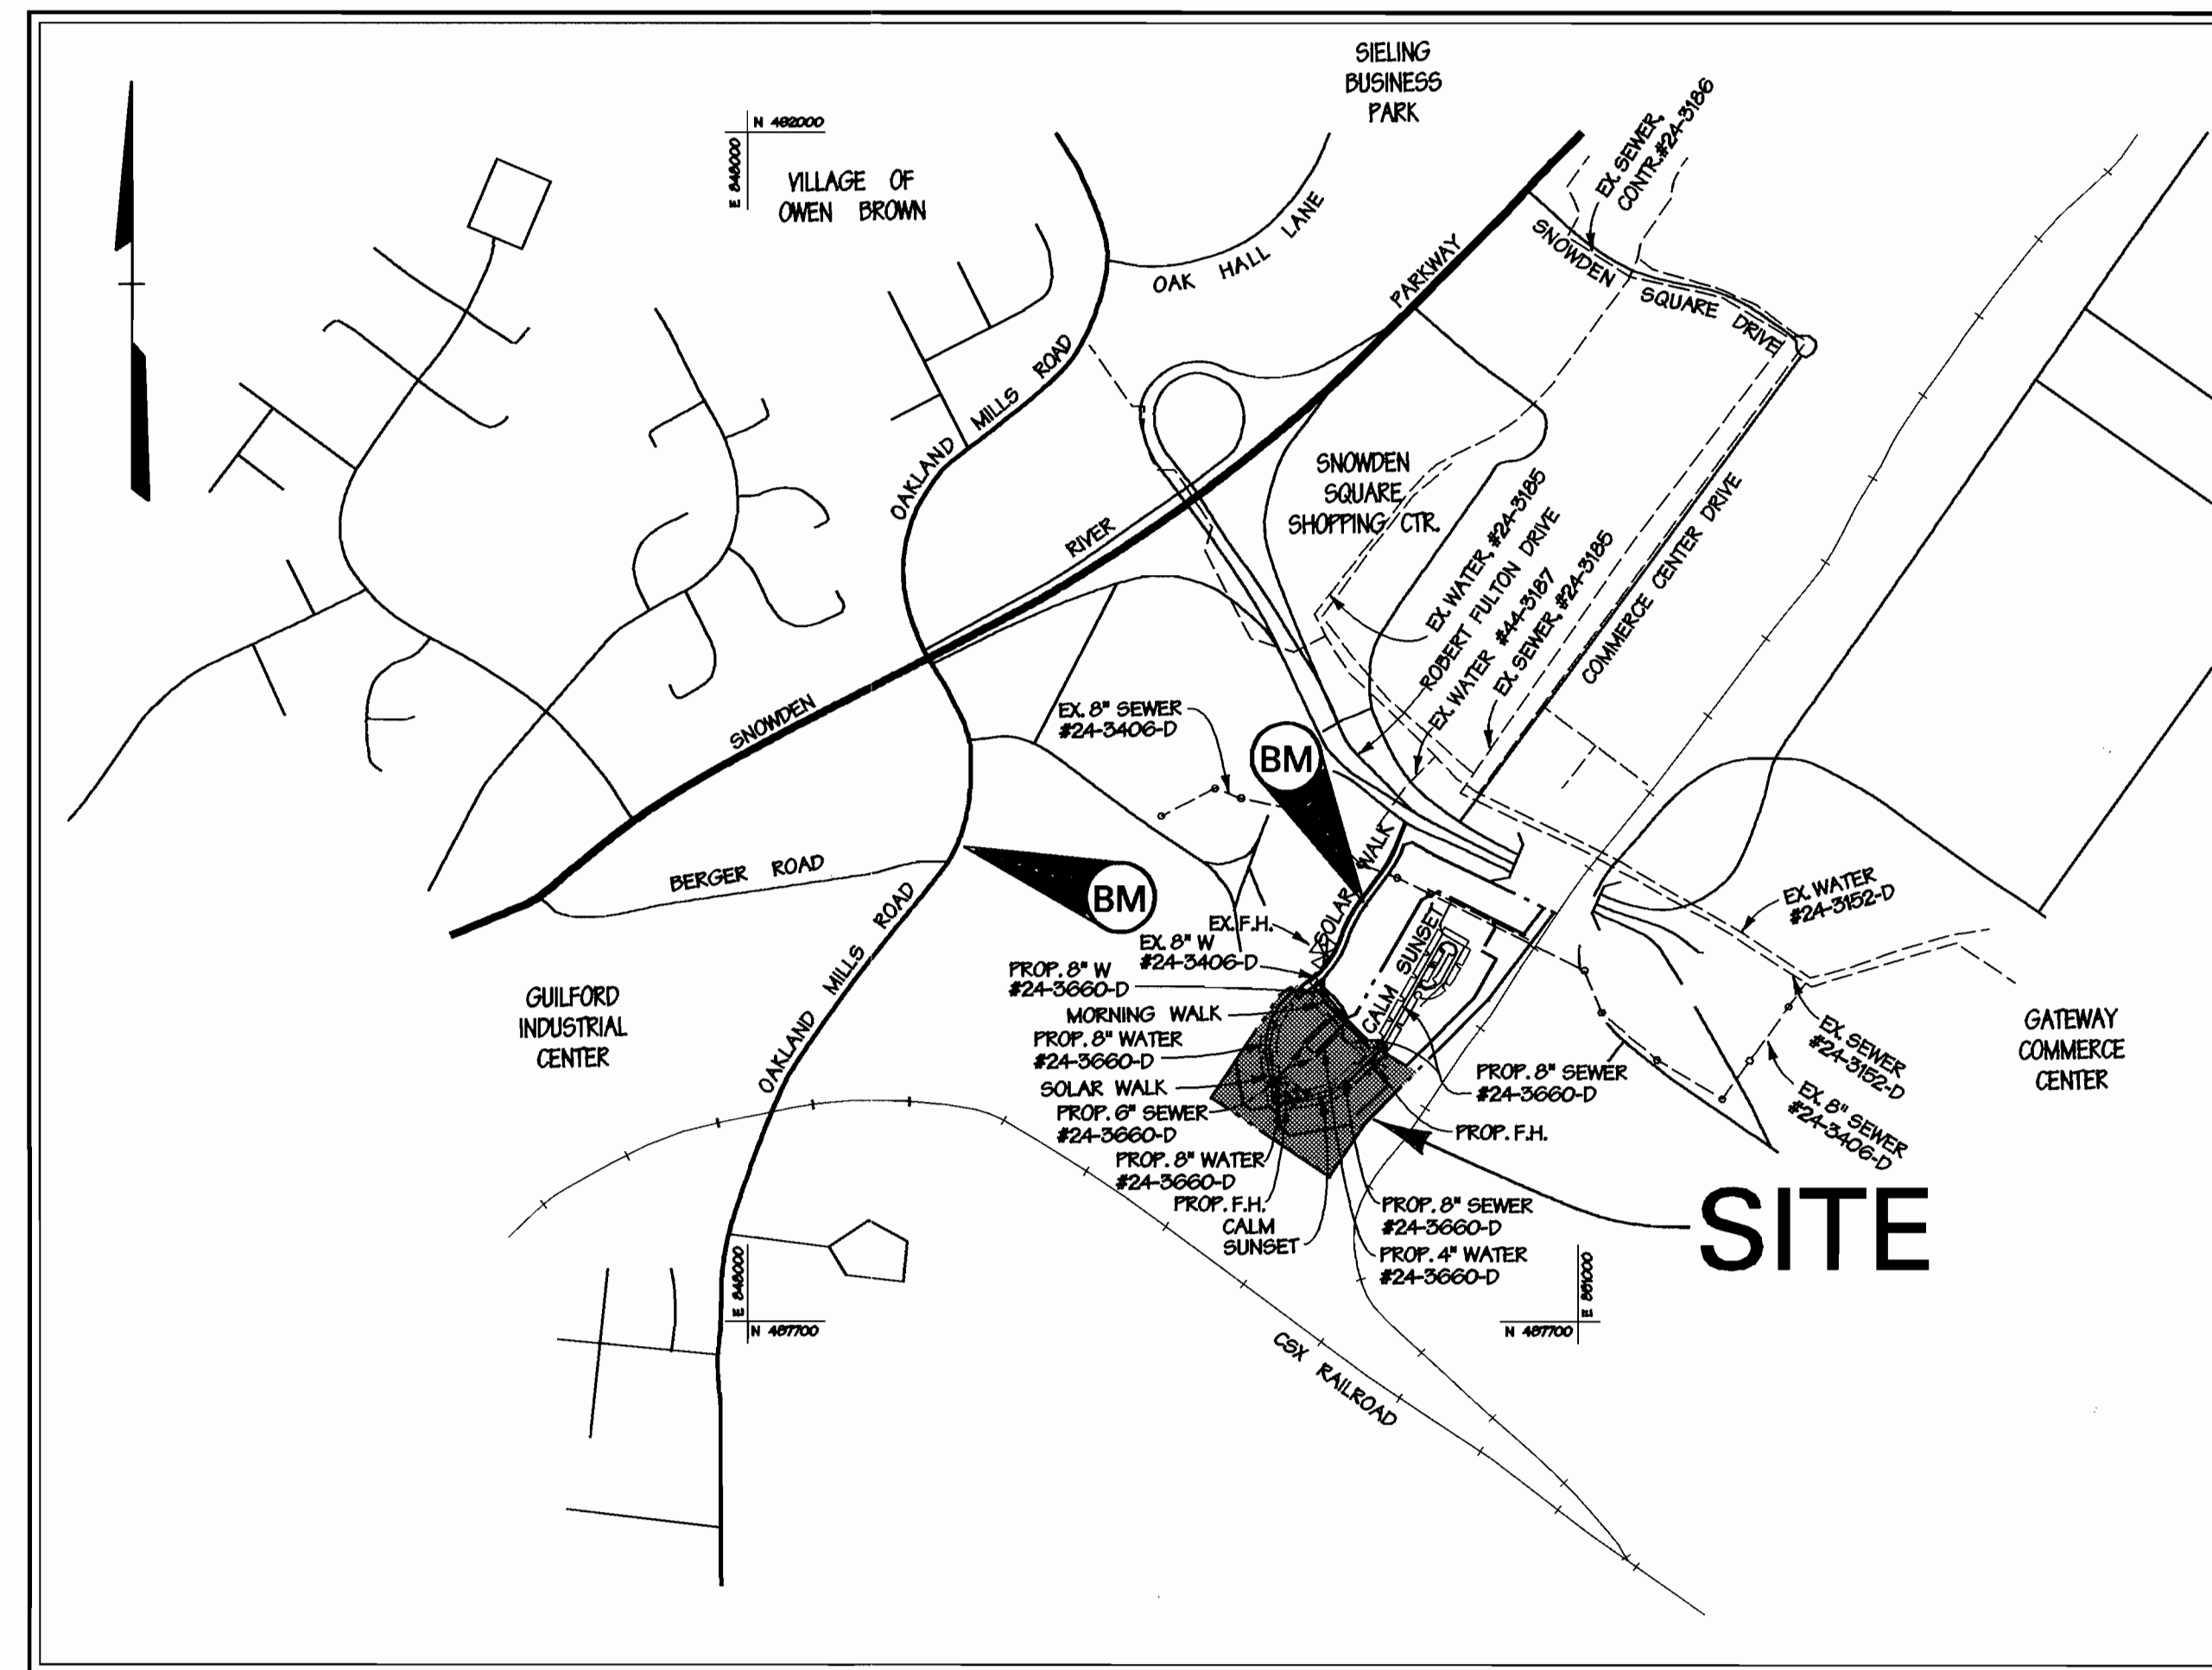 SIELING
BUSINESS
PARK
EX. SEWER,
CONTR.#24-3186
N 492000
E 848000
VILLAGE OF
OWEN BROWN
OAK HALL LANE
SNOWDEN SQUARE DRIVE
PARKWAY
OAKLAND MILLS ROAD
SNOWDEN
SQUARE
SHOPPING CTR.
RIVER
EX. WATER, #24-3185
ROBERT FULTON DRIVE
EX. WATER #44-3187
EX. SEWER, #24-3185
COMMERCE CENTER DRIVE
SNOWDEN
EX. 8" SEWER
#24-3406-D
BM
BERGER ROAD
BM
SOLAR WALK
EX. WATER
#24-3152-D
EX. F.H.
EX. 8" W
#24-3406-D
CALM SUNSET
PROP. 8" W
#24-3660-D
MORNING WALK
PROP. 8" WATER
#24-3660-D
SOLAR WALK
PROP. 6" SEWER
#24-3660-D
PROP. 8" WATER
#24-3660-D
PROP. F.H.
CALM
SUNSET
OAKLAND MILLS ROAD
GUILFORD
INDUSTRIAL
CENTER
PROP. 8" SEWER
#24-3660-D
PROP. F.H.
EX. SEWER
#24-3152-D
EX. 8" SEWER
#24-3406-D
GATEWAY
COMMERCE
CENTER
PROP. 8" SEWER
#24-3660-D
PROP. 4" WATER
#24-3660-D
SITE
E 848000
N 487700
E 851000
N 487700
CSX RAILROAD